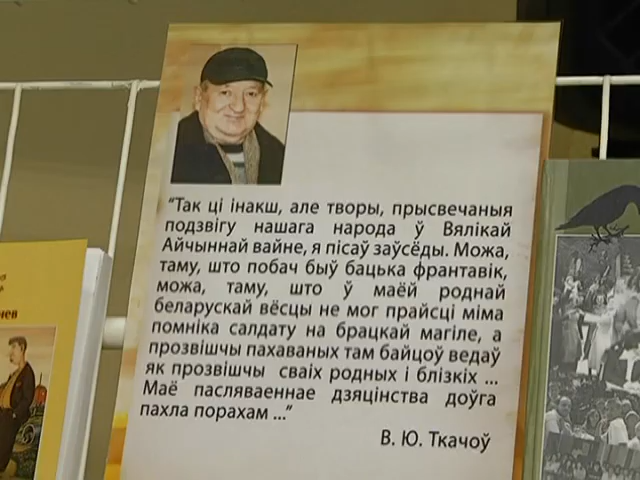 "Так ці інакш, але творы, прысвечаныя
подзвігу нашага народа ў Вялікай
Айчыннай вайне, я пісаў заўсёды. Можа,
таму, што побач быў бацька франтавік,
можа, таму, што ў маёй роднай
беларускай вёсцы не мог прайсці міма
помніка салдату на брацкай магіле, а
прозвішчы пахаваных там байцоў ведаў
як прозвішчы сваіх родных і блізкіх ...
Маё пасляваеннае дзяцінства доўга
пахла порахам ..."
В. Ю. Ткачоў